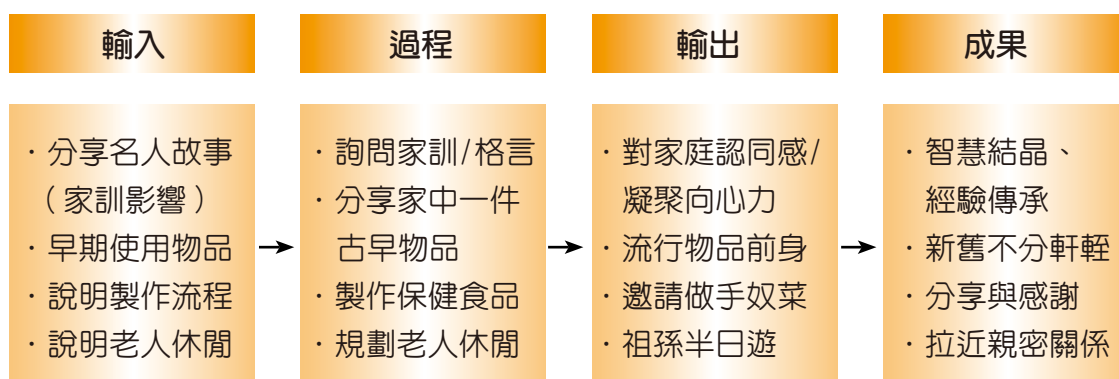 輸入
・分享名人故事
（家訓影響）
・早期使用物品
・說明製作流程
・說明老人休閒
過程
・詢問家訓/格言
・分享家中一件
古早物品
・製作保健食品
・規劃老人休閒
輸出
・對家庭認同感/
凝聚向心力
・流行物品前身
・邀請做手奴菜
・祖孫半日遊
成果
・智慧結晶、
經驗傳承
・新舊不分軒輊
・分享與感謝
・拉近親密關係